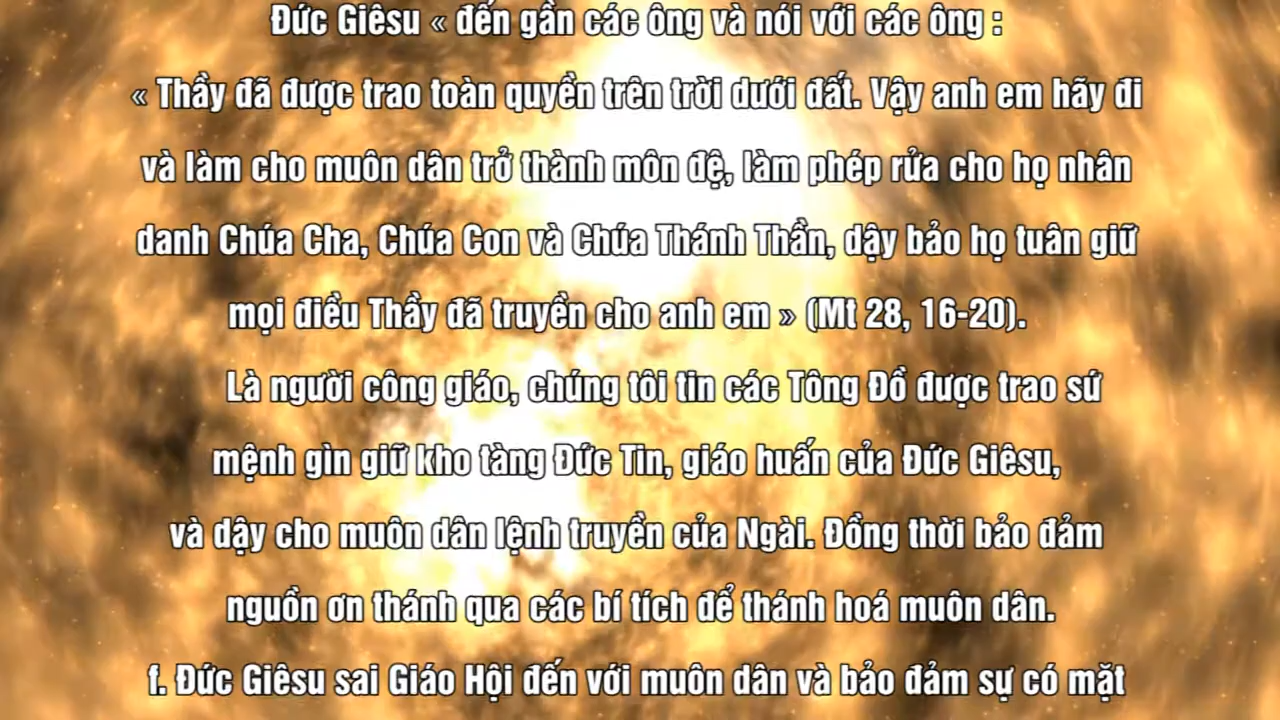 Đức Giêsu « đến gần các ông và nói với các ông :
« Thầy đã được trao toàn quyền trên trời dưới đất. Vậy anh em hãy đi
và làm cho muôn dân trở thành môn đệ, làm phép rửa cho họ nhân
danh Chúa Cha, Chúa Con và Chúa Thánh Thần, dậy bảo họ tuân giữ
mọi điều Thầy đã truyền cho anh em » (Mt 28, 16-20).
Là người công giáo, chúng tôi tin các Tông Đồ được trao sứ
mệnh gìn giữ kho tàng Đức Tin, giáo huấn của Đức Giêsu,
và dậy cho muôn dân lệnh truyền của Ngài. Đồng thời bảo đảm
nguồn ơn thánh qua các bí tích để thánh hoá muôn dân.
f. Đức Giêsu sai Giáo Hội đến với muôn dân và bảo đảm sự có mặt